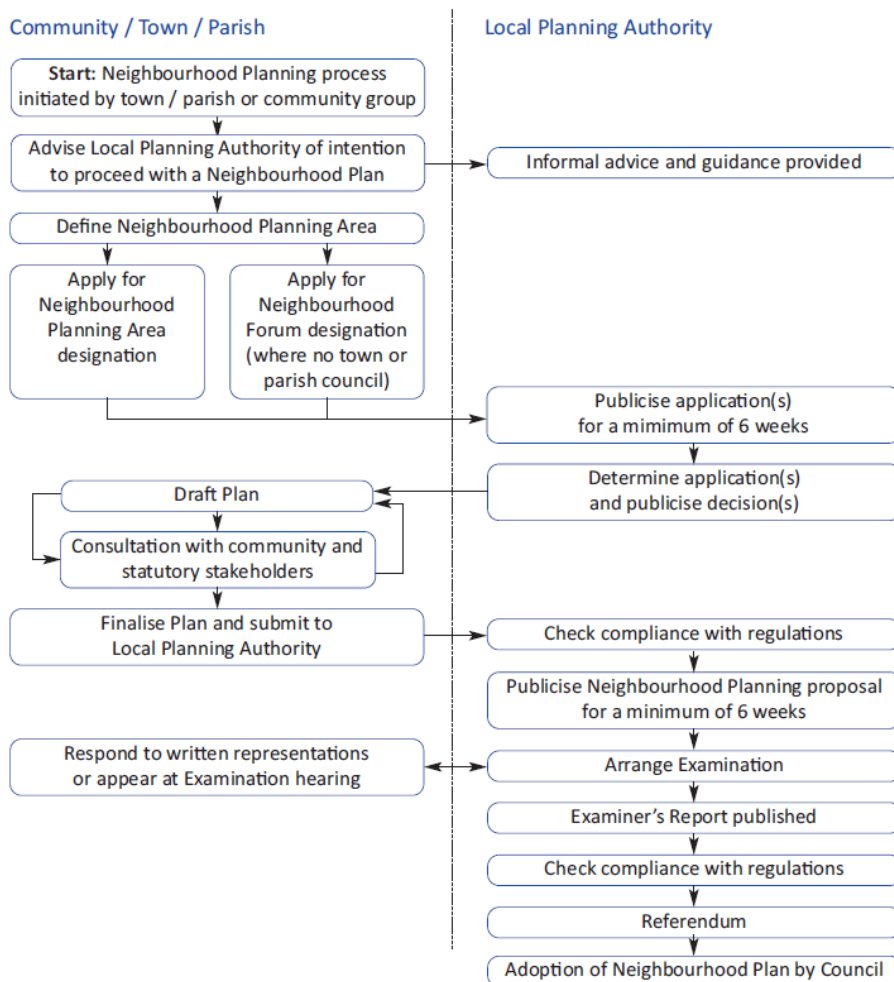 Community / Town / Parish
Local Planning Authority
Start: Neighbourhood Planning process
initiated by town / parish or community group
Advise Local Planning Authority of intention
to proceed with a Neighbourhood Plan
Informal advice and guidance provided
Define Neighbourhood Planning Area
Apply for
Neighbourhood
Planning Area
designation
Apply for
Neighbourhood
Forum designation
(where no town or
parish council)
Publicise application(s)
for a mimimum of 6 weeks
Determine application(s)
and publicise decision(s)
Draft Plan
Consultation with community and
statutory stakeholders
Finalise Plan and submit to
Local Planning Authority
Check compliance with regulations
Publicise Neighbourhood Planning proposal
for a minimum of 6 weeks
Respond to written representations
or appear at Examination hearing
Arrange Examination
Examiner’s Report published
Check compliance with regulations
Referendum
Adoption of Neighbourhood Plan by Council